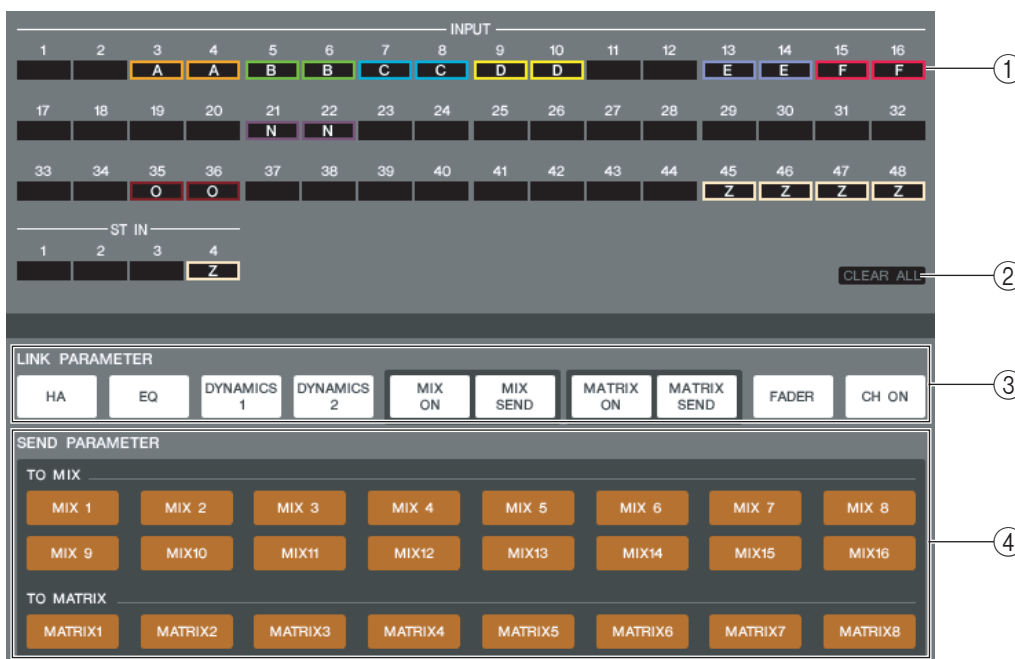 INPUT
1 2 3 4 5 6 7 8 9 10 11 12 13 14 15 16
A A B B C C D D E E F F
①
17 18 19 20 21 22 23 24 25 26 27 28 29 30 31 32
N N
33 34 35 36 37 38 39 40 41 42 43 44 45 46 47 48
O O Z Z Z Z
ST IN
1 2 3 4
Z
CLEAR ALL
②
LINK PARAMETER
③
HA EQ DYNAMICS 1 DYNAMICS 2 MIX ON MIX SEND MATRIX ON MATRIX SEND FADER CH ON
SEND PARAMETER
TO MIX
MIX 1 MIX 2 MIX 3 MIX 4 MIX 5 MIX 6 MIX 7 MIX 8
MIX 9 MIX10 MIX11 MIX12 MIX13 MIX14 MIX15 MIX16
④
TO MATRIX
MATRIX1 MATRIX2 MATRIX3 MATRIX4 MATRIX5 MATRIX6 MATRIX7 MATRIX8